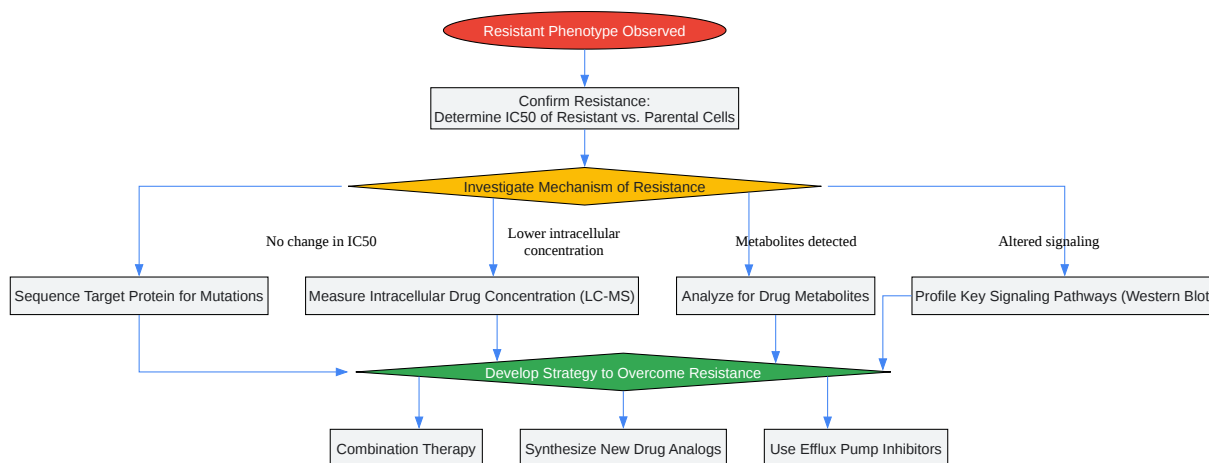 Resistant Phenotype Observed
Confirm Resistance:
Determine IC50 of Resistant vs. Parental Cells
Investigate Mechanism of Resistance
No change in IC50
Lower intracellular
concentration
Metabolites detected
Altered signaling
Sequence Target Protein for Mutations
Measure Intracellular Drug Concentration (LC-MS)
Analyze for Drug Metabolites
Profile Key Signaling Pathways (Western Blot
Develop Strategy to Overcome Resistance
Combination Therapy
Synthesize New Drug Analogs
Use Efflux Pump Inhibitors